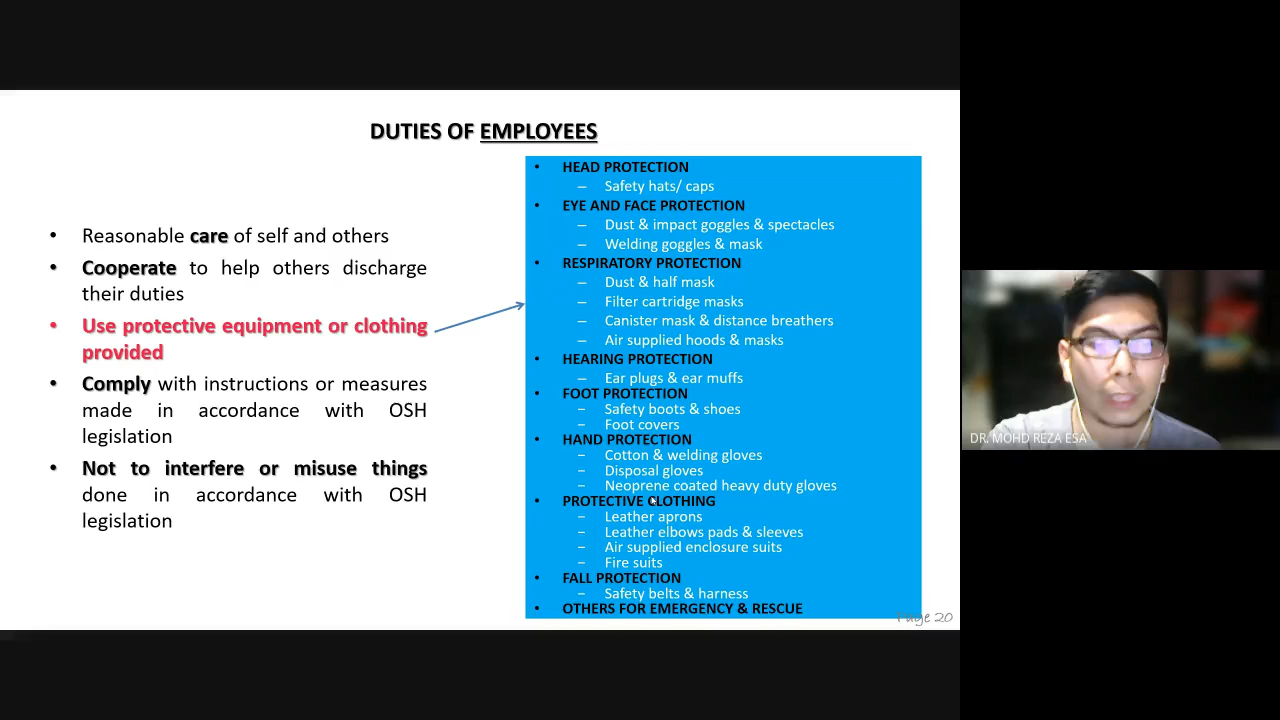 DUTIES OF EMPLOYEES
• Reasonable care of self and others
• Cooperate to help others discharge
their duties
• Use protective equipment or clothing
provided
• Comply with instructions or measures
made in accordance with OSH
legislation
• Not to interfere or misuse things
done in accordance with OSH
legislation
• HEAD PROTECTION
– Safety hats/ caps
• EYE AND FACE PROTECTION
– Dust & impact goggles & spectacles
– Welding goggles & mask
• RESPIRATORY PROTECTION
– Dust & half mask
– Filter cartridge masks
– Canister mask & distance breathers
– Air supplied hoods & masks
• HEARING PROTECTION
– Ear plugs & ear muffs
• FOOT PROTECTION
– Safety boots & shoes
– Foot covers
• HAND PROTECTION
– Cotton & welding gloves
– Disposal gloves
– Neoprene coated heavy duty gloves
• PROTECTIVE CLOTHING
– Leather aprons
– Leather elbows pads & sleeves
– Air supplied enclosure suits
– Fire suits
• FALL PROTECTION
– Safety belts & harness
• OTHERS FOR EMERGENCY & RESCUE
Page 20
DR. MOHD REZA ESA